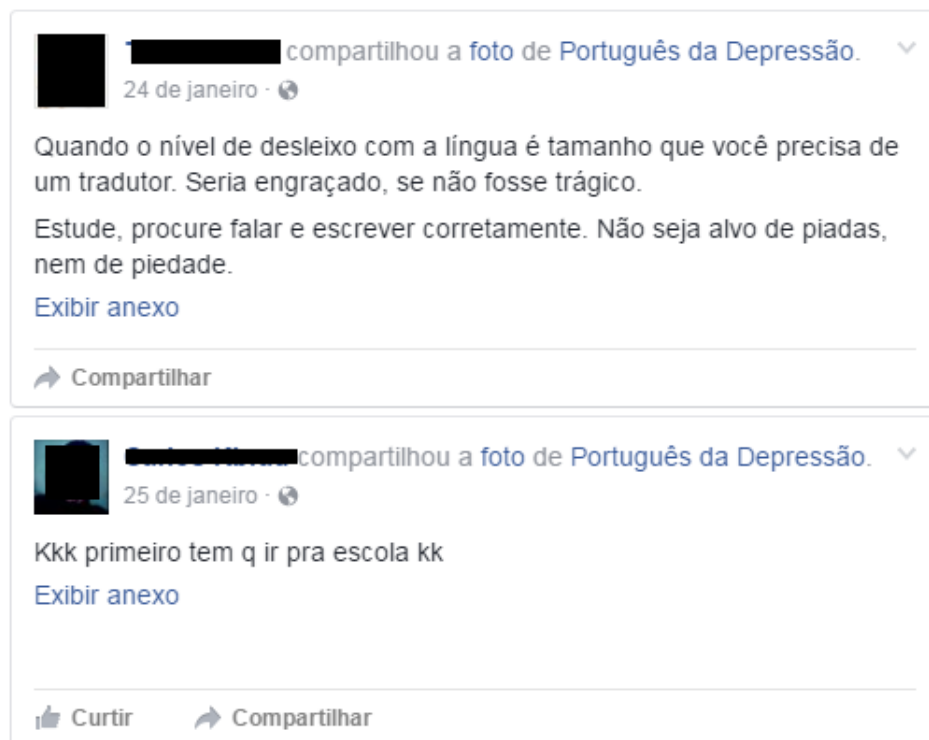 compartilhou a foto de Português da Depressão.
24 de janeiro ·
Quando o nível de desleixo com a língua é tamanho que você precisa de
um tradutor. Seria engraçado, se não fosse trágico.
Estude, procure falar e escrever corretamente. Não seja alvo de piadas,
nem de piedade.
Exibir anexo
Compartilhar
compartilhou a foto de Português da Depressão.
25 de janeiro ·
Kkk primeiro tem q ir pra escola kk
Exibir anexo
Curtir Compartilhar